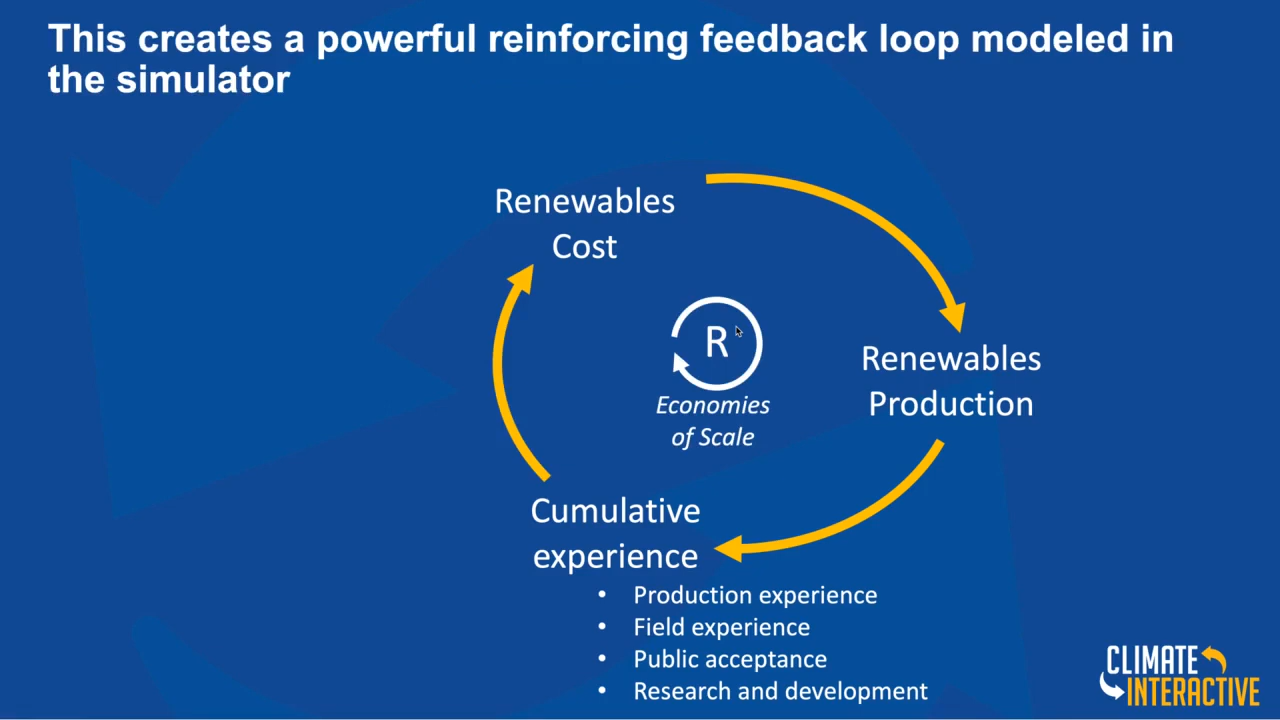 This creates a powerful reinforcing feedback loop modeled in
the simulator
Renewables
Cost
R
Economies
of Scale
Renewables
Production
Cumulative
experience
• Production experience
• Field experience
• Public acceptance
• Research and development
CLIMATE
INTERACTIVE